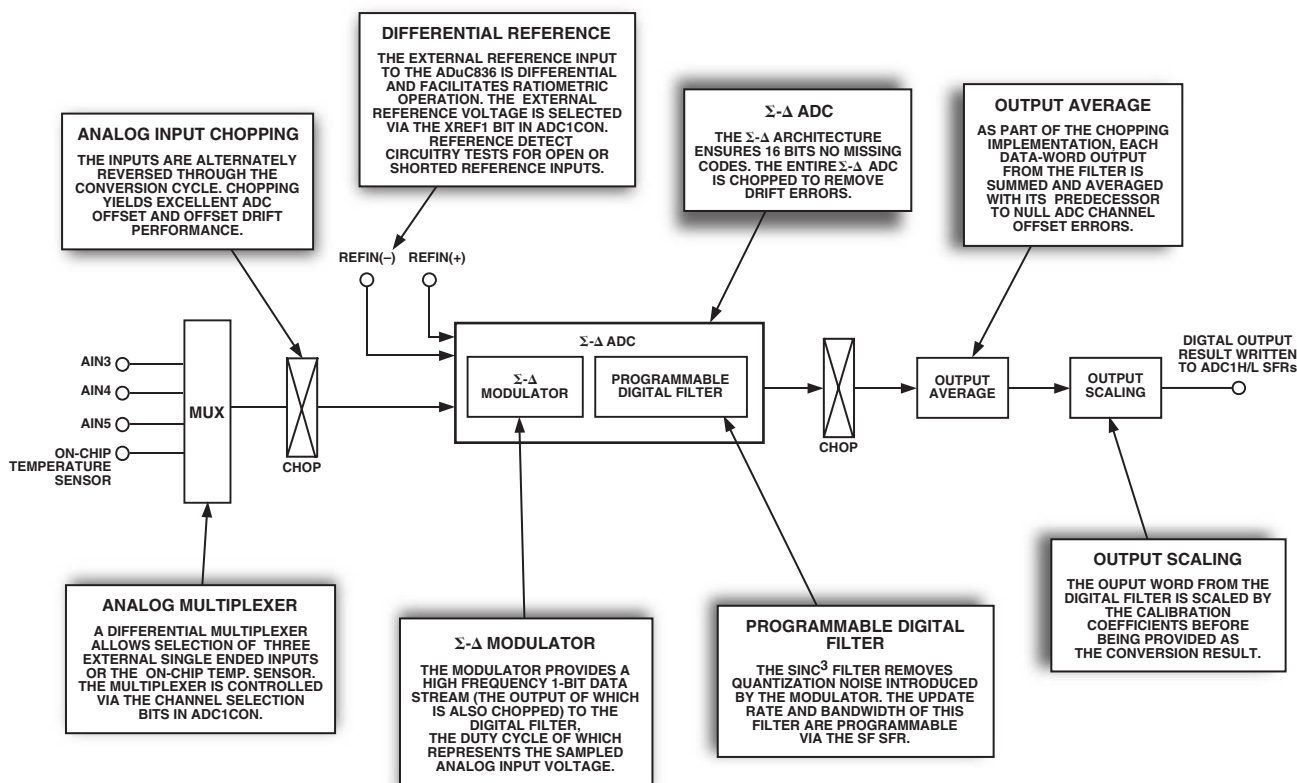 DIFFERENTIAL REFERENCE
THE EXTERNAL REFERENCE INPUT
TO THE ADuC836 IS DIFFERENTIAL
AND FACILITATES RATIOMETRIC
OPERATION. THE EXTERNAL
REFERENCE VOLTAGE IS SELECTED
VIA THE XREF1 BIT IN ADC1CON.
REFERENCE DETECT
CIRCUITRY TESTS FOR OPEN OR
SHORTED REFERENCE INPUTS.
ANALOG INPUT CHOPPING
THE INPUTS ARE ALTERNATELY
REVERSED THROUGH THE
CONVERSION CYCLE. CHOPPING
YIELDS EXCELLENT ADC
OFFSET AND OFFSET DRIFT
PERFORMANCE.
Σ-Δ ADC
THE Σ-Δ ARCHITECTURE
ENSURES 16 BITS NO MISSING
CODES. THE ENTIRE Σ-Δ ADC
IS CHOPPED TO REMOVE
DRIFT ERRORS.
OUTPUT AVERAGE
AS PART OF THE CHOPPING
IMPLEMENTATION, EACH
DATA-WORD OUTPUT
FROM THE FILTER IS
SUMMED AND AVERAGED
WITH ITS PREDECESSOR
TO NULL ADC CHANNEL
OFFSET ERRORS.
REFIN(–) REFIN(+)
AIN3
AIN4
AIN5
ON-CHIP
TEMPERATURE
SENSOR
MUX
CHOP
Σ-Δ ADC
Σ-Δ
MODULATOR
PROGRAMMABLE
DIGITAL FILTER
CHOP
OUTPUT
AVERAGE
OUTPUT
SCALING
DIGTAL OUTPUT
RESULT WRITTEN
TO ADC1H/L SFRs
ANALOG MULTIPLEXER
A DIFFERENTIAL MULTIPLEXER
ALLOWS SELECTION OF THREE
EXTERNAL SINGLE ENDED INPUTS
OR THE ON-CHIP TEMP. SENSOR.
THE MULTIPLEXER IS CONTROLLED
VIA THE CHANNEL SELECTION
BITS IN ADC1CON.
Σ-Δ MODULATOR
THE MODULATOR PROVIDES A
HIGH FREQUENCY 1-BIT DATA
STREAM (THE OUTPUT OF WHICH
IS ALSO CHOPPED) TO THE
DIGITAL FILTER,
THE DUTY CYCLE OF WHICH
REPRESENTS THE SAMPLED
ANALOG INPUT VOLTAGE.
PROGRAMMABLE DIGITAL
FILTER
THE SINC³ FILTER REMOVES
QUANTIZATION NOISE INTRODUCED
BY THE MODULATOR. THE UPDATE
RATE AND BANDWIDTH OF THIS
FILTER ARE PROGRAMMABLE
VIA THE SF SFR.
OUTPUT SCALING
THE OUPUT WORD FROM THE
DIGITAL FILTER IS SCALED BY
THE CALIBRATION
COEFFICIENTS BEFORE
BEING PROVIDED AS
THE CONVERSION RESULT.